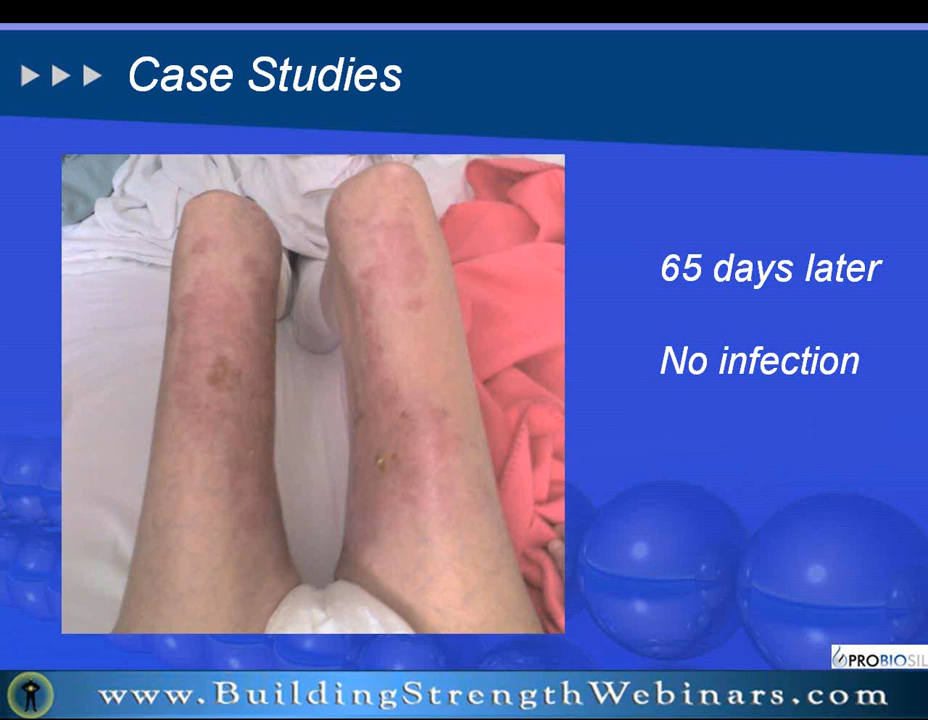 Case Studies
65 days later
No infection
PROBIOSIL
www.BuildingStrengthWebinars.com